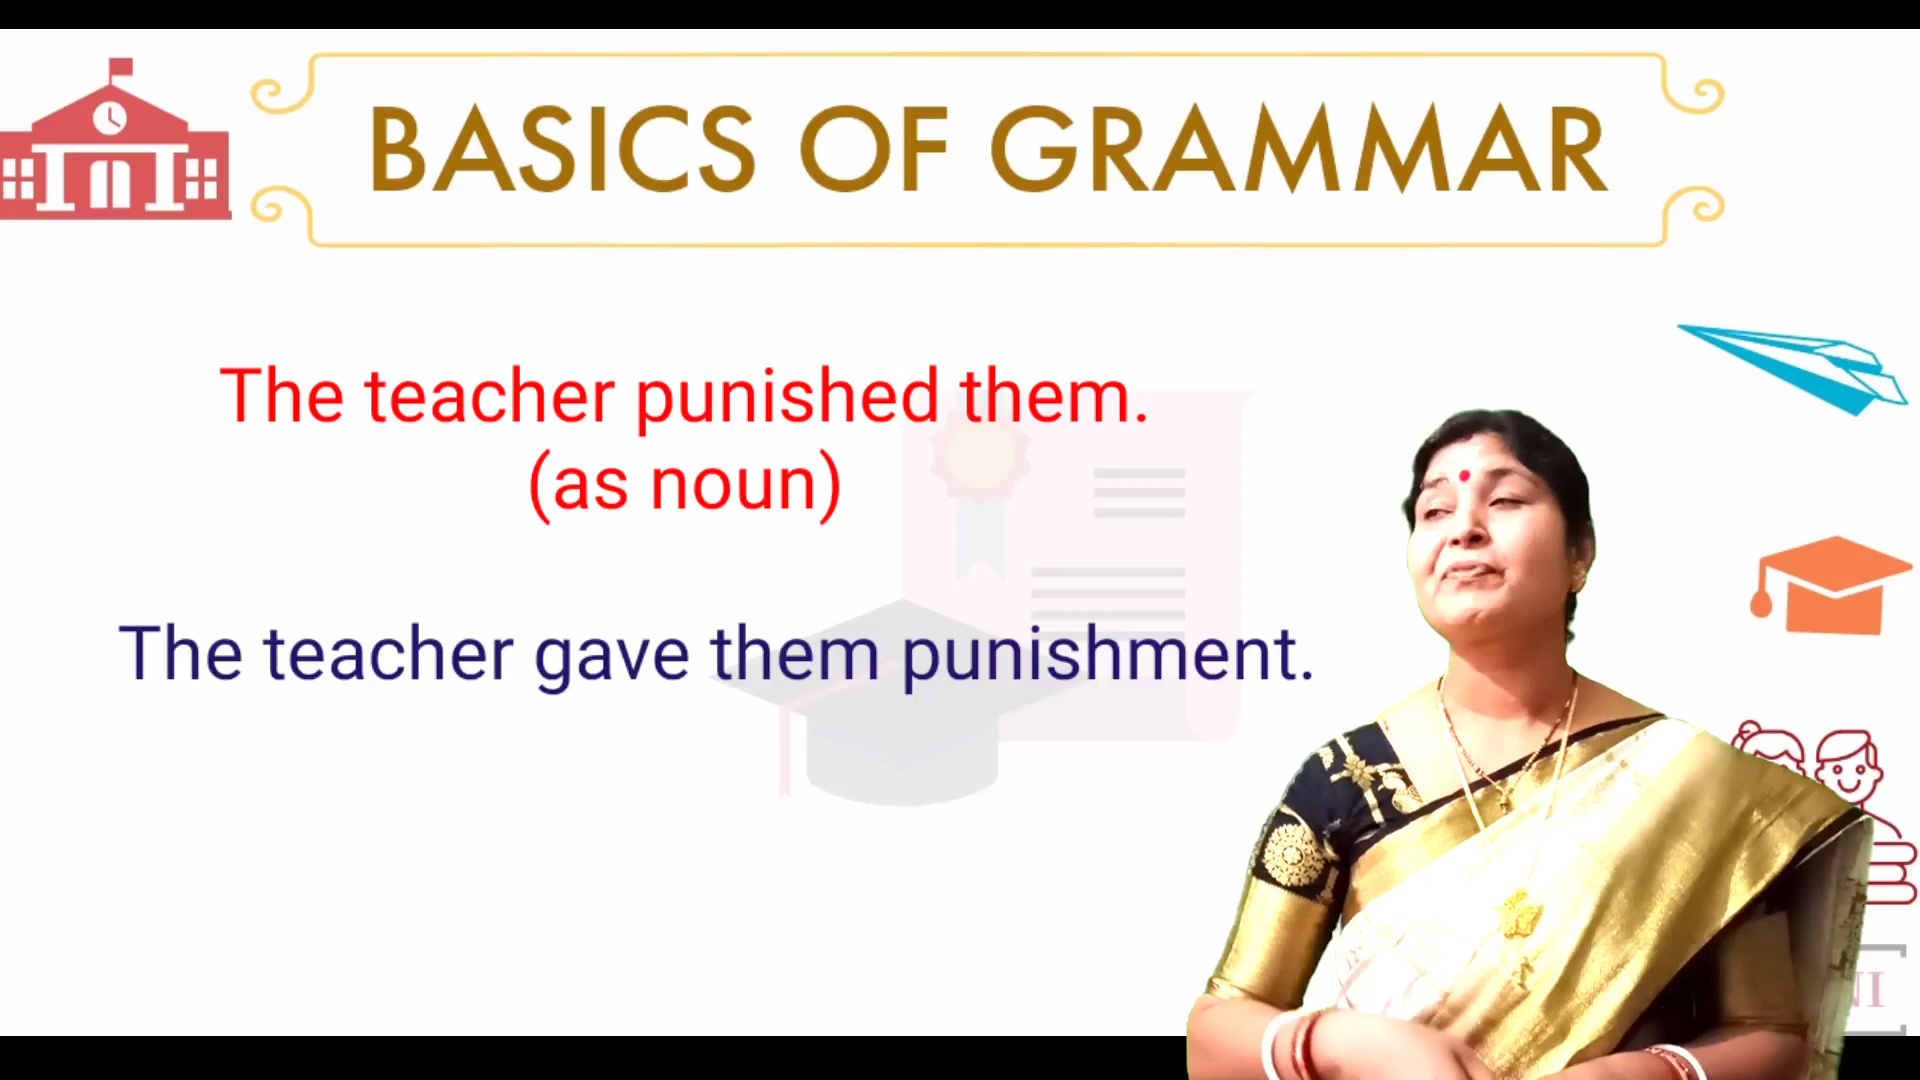 BASICS OF GRAMMAR
The teacher punished them.
(as noun)
The teacher gave them punishment.